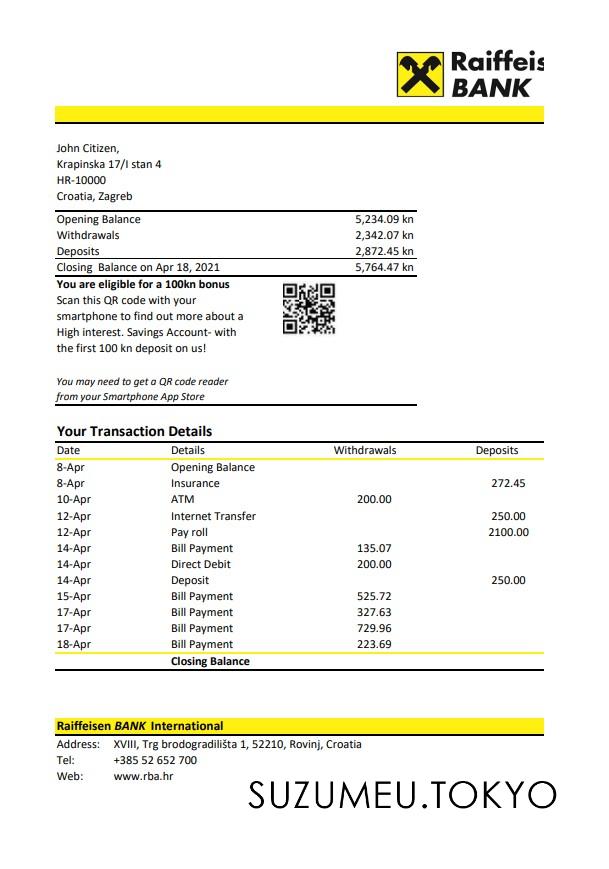 Raiffeis
BANK
John Citizen,
Krapinska 17/I stan 4
HR-10000
Croatia, Zagreb
Opening Balance 5,234.09 kn
Withdrawals 2,342.07 kn
Deposits 2,872.45 kn
Closing Balance on Apr 18, 2021 5,764.47 kn
You are eligible for a 100kn bonus
Scan this QR code with your
smartphone to find out more about a
High interest. Savings Account- with
the first 100 kn deposit on us!
You may need to get a QR code reader
from your Smartphone App Store
Your Transaction Details
Date Details Withdrawals Deposits
8-Apr Opening Balance
8-Apr Insurance 272.45
10-Apr ATM 200.00
12-Apr Internet Transfer 250.00
12-Apr Pay roll 2100.00
14-Apr Bill Payment 135.07
14-Apr Direct Debit 200.00
14-Apr Deposit 250.00
15-Apr Bill Payment 525.72
17-Apr Bill Payment 327.63
17-Apr Bill Payment 729.96
18-Apr Bill Payment 223.69
Closing Balance
Raiffeisen BANK International
Address: XVIII, Trg brodogradilišta 1, 52210, Rovinj, Croatia
Tel: +385 52 652 700
Web: www.rba.hr
SUZUMEU.TOKYO